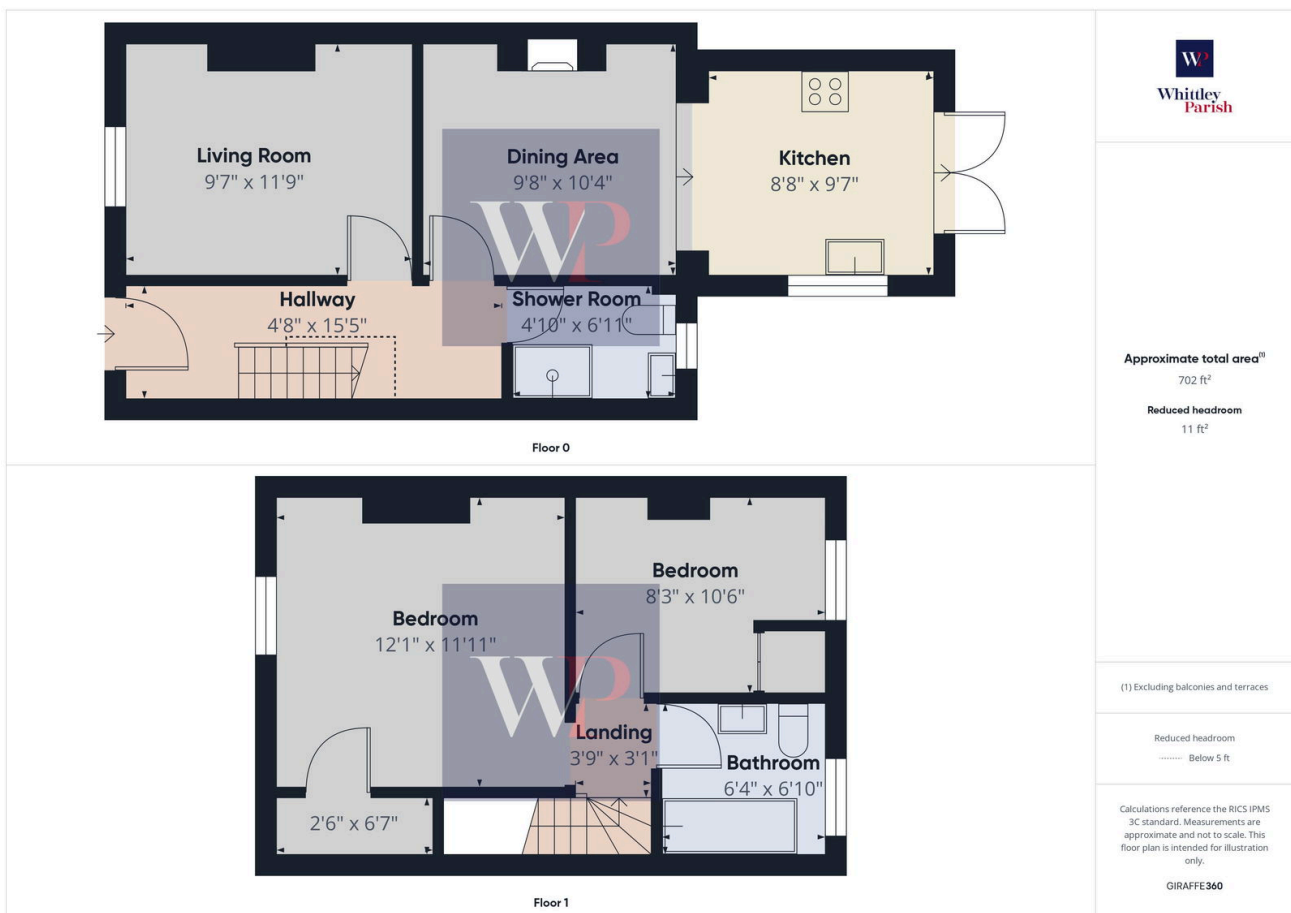 Living Room
9'7" x 11'9"
Dining Area
9'8" x 10'4"
Kitchen
8'8" x 9'7"
WP
Hallway
4'8" x 15'5"
Shower Room
4'10" x 6'11"
Floor 0
Bedroom
12'1" x 11'11"
Bedroom
8'3" x 10'6"
WP
Landing
3'9" x 3'1"
Bathroom
6'4" x 6'10"
2'6" x 6'7"
Floor 1
WP
Whittley
Parish
Approximate total area(1)
702 ft²
Reduced headroom
11 ft²
(1) Excluding balconies and terraces
Reduced headroom
Below 5 ft
Calculations reference the RICS IPMS
3C standard. Measurements are
approximate and not to scale. This
floor plan is intended for illustration
only.
GIRAFFE360